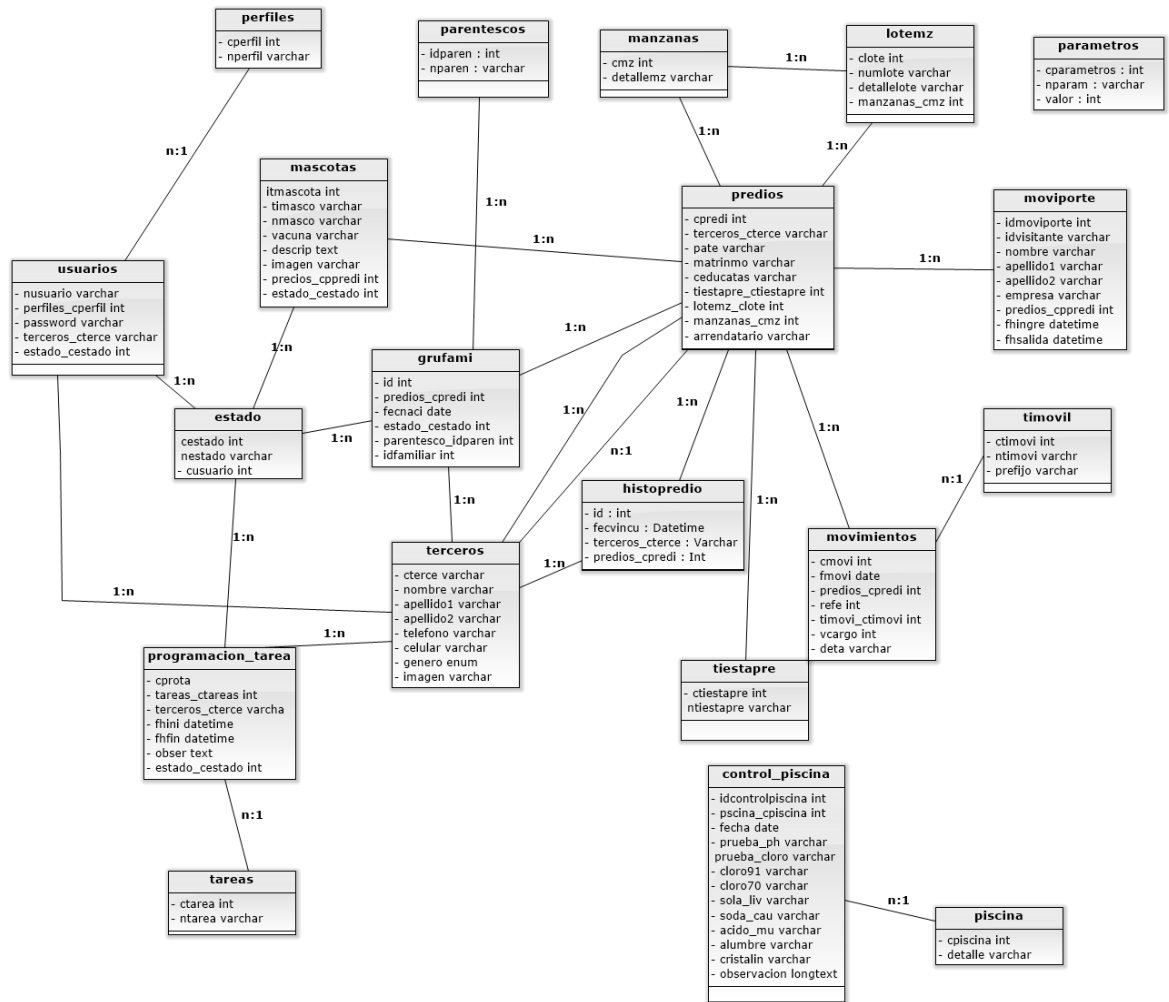 perfiles
- cperfil int
- nperfil varchar
parentescos
- idparen : int
- nparen : varchar
manzanas
- cmz int
- detallemz varchar
lotemz
- clote int
- numlote varchar
- detallelote varchar
- manzanas_cmz int
parametros
- cparametros : int
- nparam : varchar
- valor : int
1:n
1:n
1:n
n:1
mascotas
itmascota int
- timasco varchar
- nmasco varchar
- vacuna varchar
- descrip text
- imagen varchar
- precios_cppredi int
- estado_cestado int
1:n
1:n
predios
- cpredi int
- terceros_cterce varchar
- pate varchar
- matrinmo varchar
- ceducatas varchar
- tiestapre_ctiestapre int
- lotemz_clote int
- manzanas_cmz int
- arrendatario varchar
1:n
moviporte
- idmoviporte int
- idvisitante varchar
- nombre varchar
- apellido1 varchar
- apellido2 varchar
- empresa varchar
- predios_cppredi int
- fhingre datetime
- fhsalida datetime
usuarios
- nusuario varchar
- perfiles_cperfil int
- password varchar
- terceros_cterce varchar
- estado_cestado int
1:n
1:n
1:n
grufami
- id int
- predios_cpredi int
- fecnaci date
- estado_cestado int
- parentesco_idparen int
- idfamiliar int
estado
cestado int
nestado varchar
- cusuario int
1:n
1:n
1:n
1:n
n:1
timovil
- ctimovi int
- ntimovi varchr
- prefijo varchar
n:1
1:n
1:n
histopredio
- id : int
- fecvincu : Datetime
- terceros_cterce : Varchar
- predios_cpredi : Int
1:n
movimientos
- cmovi int
- fmovi date
- predios_cpredi int
- refe int
- timovi_ctimovi int
- vcargo int
- deta varchar
1:n
terceros
- cterce varchar
- nombre varchar
- apellido1 varchar
- apellido2 varchar
- telefono varchar
- celular varchar
- genero enum
- imagen varchar
1:n
1:n
1:n
programacion_tarea
- cprota
- tareas_ctareas int
- terceros_cterce varcha
- fhini datetime
- fhfin datetime
- obser text
- estado_cestado int
tiestapre
- ctiestapre int
ntiestapre varchar
n:1
tareas
- ctarea int
- ntarea varchar
control_piscina
- idcontrolpiscina int
- pscina_cpiscina int
- fecha date
- prueba_ph varchar
prueba_cloro varchar
- cloro91 varchar
- cloro70 varchar
- sola_liv varchar
- soda_cau varchar
- acido_mu varchar
- alumbre varchar
- cristalin varchar
- observacion longtext
n:1
piscina
- cpiscina int
- detalle varchar